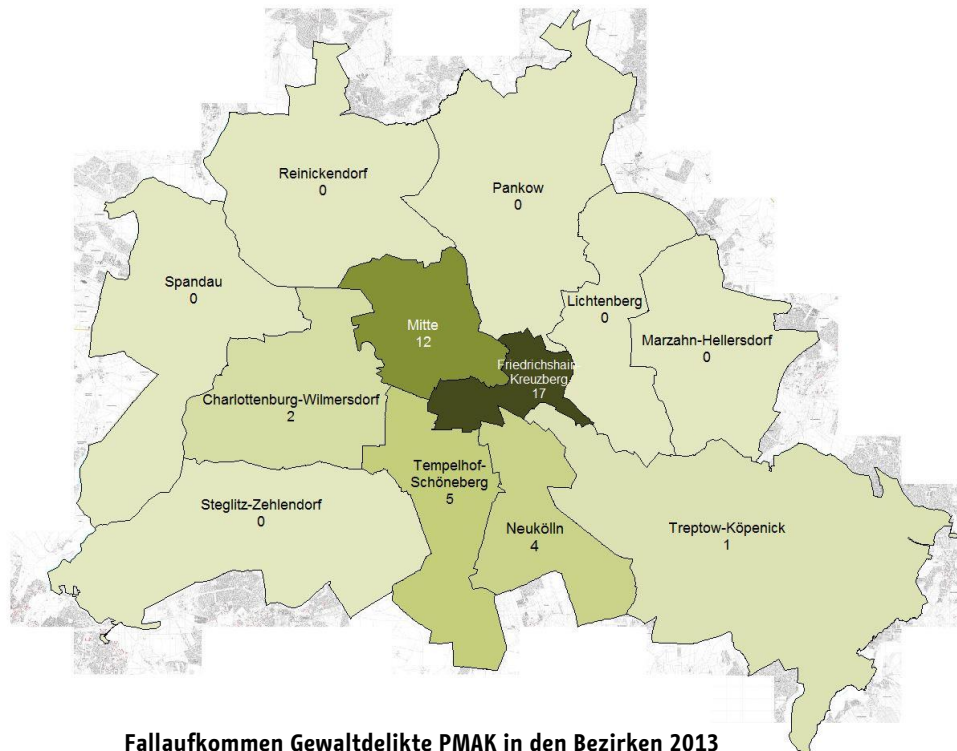 Reinickendorf
0
Pankow
0
Spandau
0
Lichtenberg
0
Mitte
12
Marzahn-Hellersdorf
0
Friedrichshain-
Kreuzberg
17
Charlottenburg-Wilmersdorf
2
Tempelhof-
Schöneberg
5
Steglitz-Zehlendorf
0
Neukölln
4
Treptow-Köpenick
1
Fallaufkommen Gewaltdelikte PMAK in den Bezirken 2013